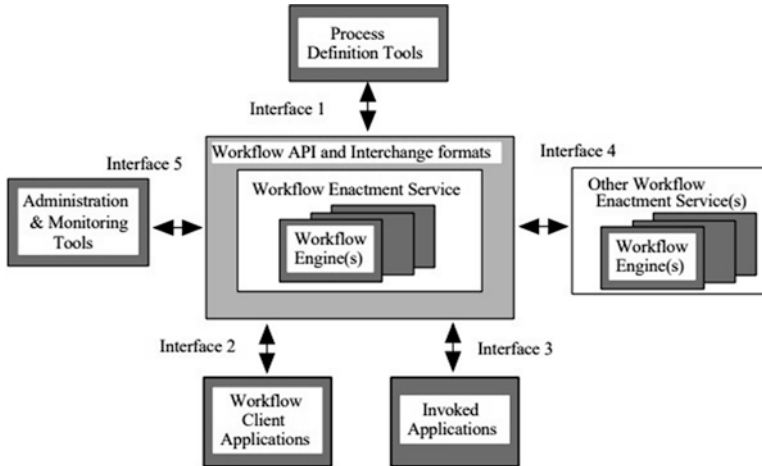 Process
Definition Tools
Interface 1
Workflow API and Interchange formats
Interface 5
Interface 4
Workflow Enactment Service
Administration
& Monitoring
Tools
Workflow
Engine(s)
Other Workflow
Enactment Service(s)
Workflow
Engine(s)
Interface 2
Interface 3
Workflow
Client
Applications
Invoked
Applications